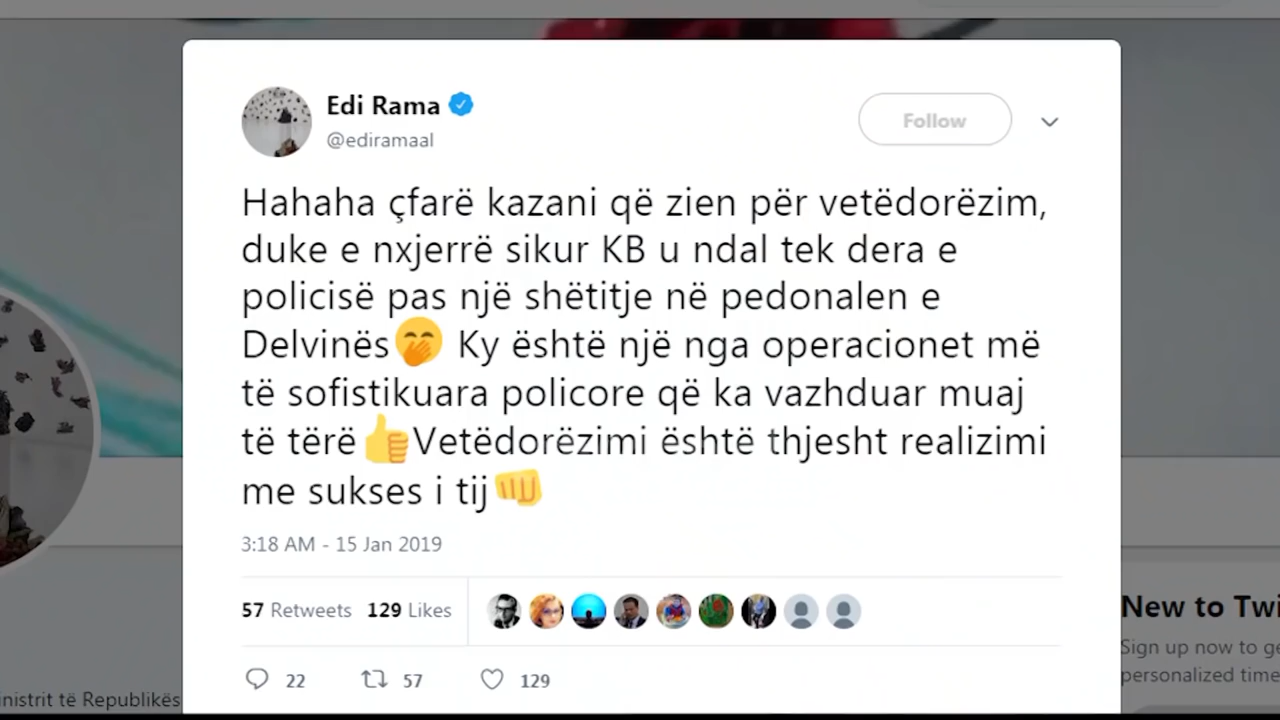 Edi Rama
@ediramaal
Follow
Hahaha çfarë kazani që zien për vetëdorëzim,
duke e nxjerrë sikur KB u ndal tek dera e
policisë pas një shëtitje në pedonalen e
Delvinës🤭 Ky është një nga operacionet më
të sofistikuara policore që ka vazhduar muaj
të tërë👍Vetëdorëzimi është thjesht realizimi
me sukses i tij👊
3:18 AM - 15 Jan 2019
57 Retweets 129 Likes
22 57 129
New to Twi
Sign up now to ge
personalized time
inistrit të Republikës